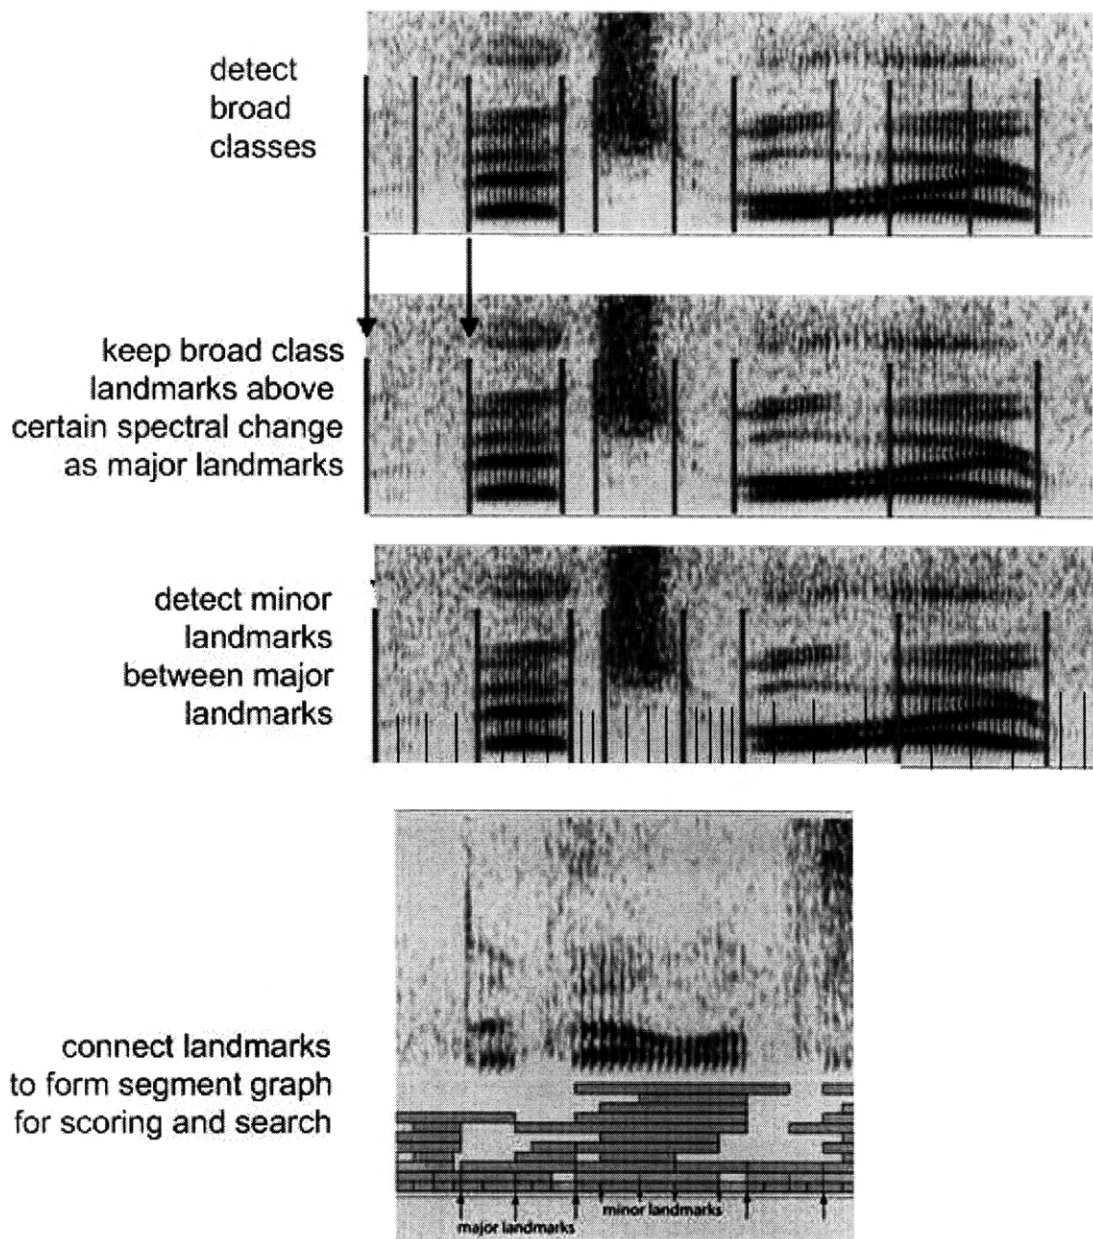 detect
broad
classes
keep broad class
landmarks above
certain spectral change
as major landmarks
detect minor
landmarks
between major
landmarks
connect landmarks
to form segment graph
for scoring and search
minor landmarks
major landmarks